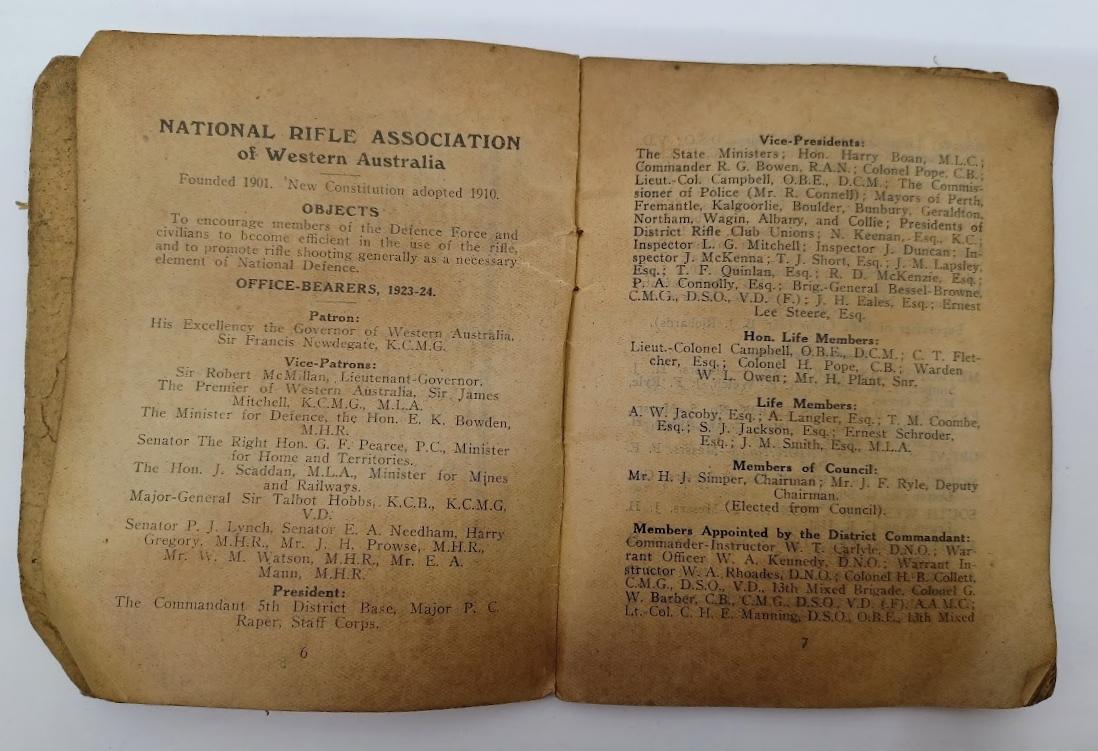 NATIONAL RIFLE ASSOCIATION
of Western Australia
Founded 1901. New Constitution adopted 1910.
OBJECTS
To encourage members of the Defence Force and
civilians to become efficient in the use of the rifle,
and to promote rifle shooting generally as a necessary
element of National Defence.
OFFICE-BEARERS, 1923-24.
Patron:
His Excellency the Governor of Western Australia,
Sir Francis Newdegate, K.C.M.G.
Vice-Patrons:
Sir Robert McMillan, Lieutenant-Governor.
The Premier of Western Australia, Sir James
Mitchell, K.C.M.G., M.L.A.
The Minister for Defence, the Hon. E. K. Bowden,
M.H.R.
Senator The Right Hon. G. F. Pearce, P.C., Minister
for Home and Territories.
The Hon. J. Scaddan, M.L.A., Minister for Mines
and Railways.
Major-General Sir Talbot Hobbs, K.C.B., K.C.M.G,
V.D.
Senator P. J. Lynch, Senator E. A. Needham, Harry
Gregory, M.H.R., Mr. J. H. Prowse, M.H.R.,
Mr. W. M. Watson, M.H.R., Mr. E. A.
Mann, M.H.R.
President:
The Commandant 5th District Base, Major P. C.
Raper, Staff Corps.
6
Vice-Presidents:
The State Ministers; Hon. Harry Boan, M.L.C.;
Commander R. G. Bowen, R.A.N.; Colonel Pope, C.B.;
Lieut.-Col. Campbell, O.B.E., D.C.M.; The Commis-
sioner of Police (Mr. R. Connell); Mayors of Perth,
Fremantle, Kalgoorlie, Boulder, Bunbury, Geraldton,
Northam, Wagin, Albany, and Collie; Presidents of
District Rifle Club Unions; N. Keenan, Esq., K.C.;
Inspector L. G. Mitchell; Inspector J. Duncan; In-
spector J. McKenna; T. J. Short, Esq.; J. M. Lapsley,
Esq.; T. F. Quinlan, Esq.; R. D. McKenzie, Esq.;
P. A. Connolly, Esq.; Brig.-General Bessel-Browne,
C.M.G., D.S.O., V.D. (F.); J. H. Eales, Esq.; Ernest
Lee Steere, Esq.
Hon. Life Members:
Lieut.-Colonel Campbell, O.B.E., D.C.M.; C. T. Flet-
cher, Esq.; Colonel H. Pope, C.B.; Warden
W. L. Owen; Mr. H. Plant, Snr.
Life Members:
A. W. Jacoby, Esq.; A. Langler, Esq.; T. M. Coombe,
Esq.; S. J. Jackson, Esq.; Ernest Schroder,
Esq.; J. M. Smith, Esq., M.L.A.
Members of Council:
Mr. H. J. Simper, Chairman; Mr. J. F. Ryle, Deputy
Chairman.
(Elected from Council).
Members Appointed by the District Commandant:
Commander-Instructor W. T. Carlyle, D.N.O.; War-
rant Officer W. A. Kennedy, D.N.O.; Warrant In-
structor W. A. Rhoades, D.N.O.; Colonel H. B. Collett,
C.M.G., D.S.O., V.D., 13th Mixed Brigade, Colonel G.
W. Barber, C.B., C.M.G., D.S.O., V.D. (F), A.A.M.C.;
Lt.-Col. C. H. E. Manning, D.S.O., O.B.E., 13th Mixed
7